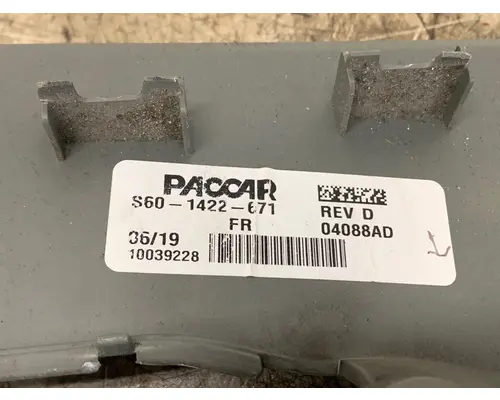 PACCAR
S60-1422-671
FR
REV D
04088AD
06/19
10039228